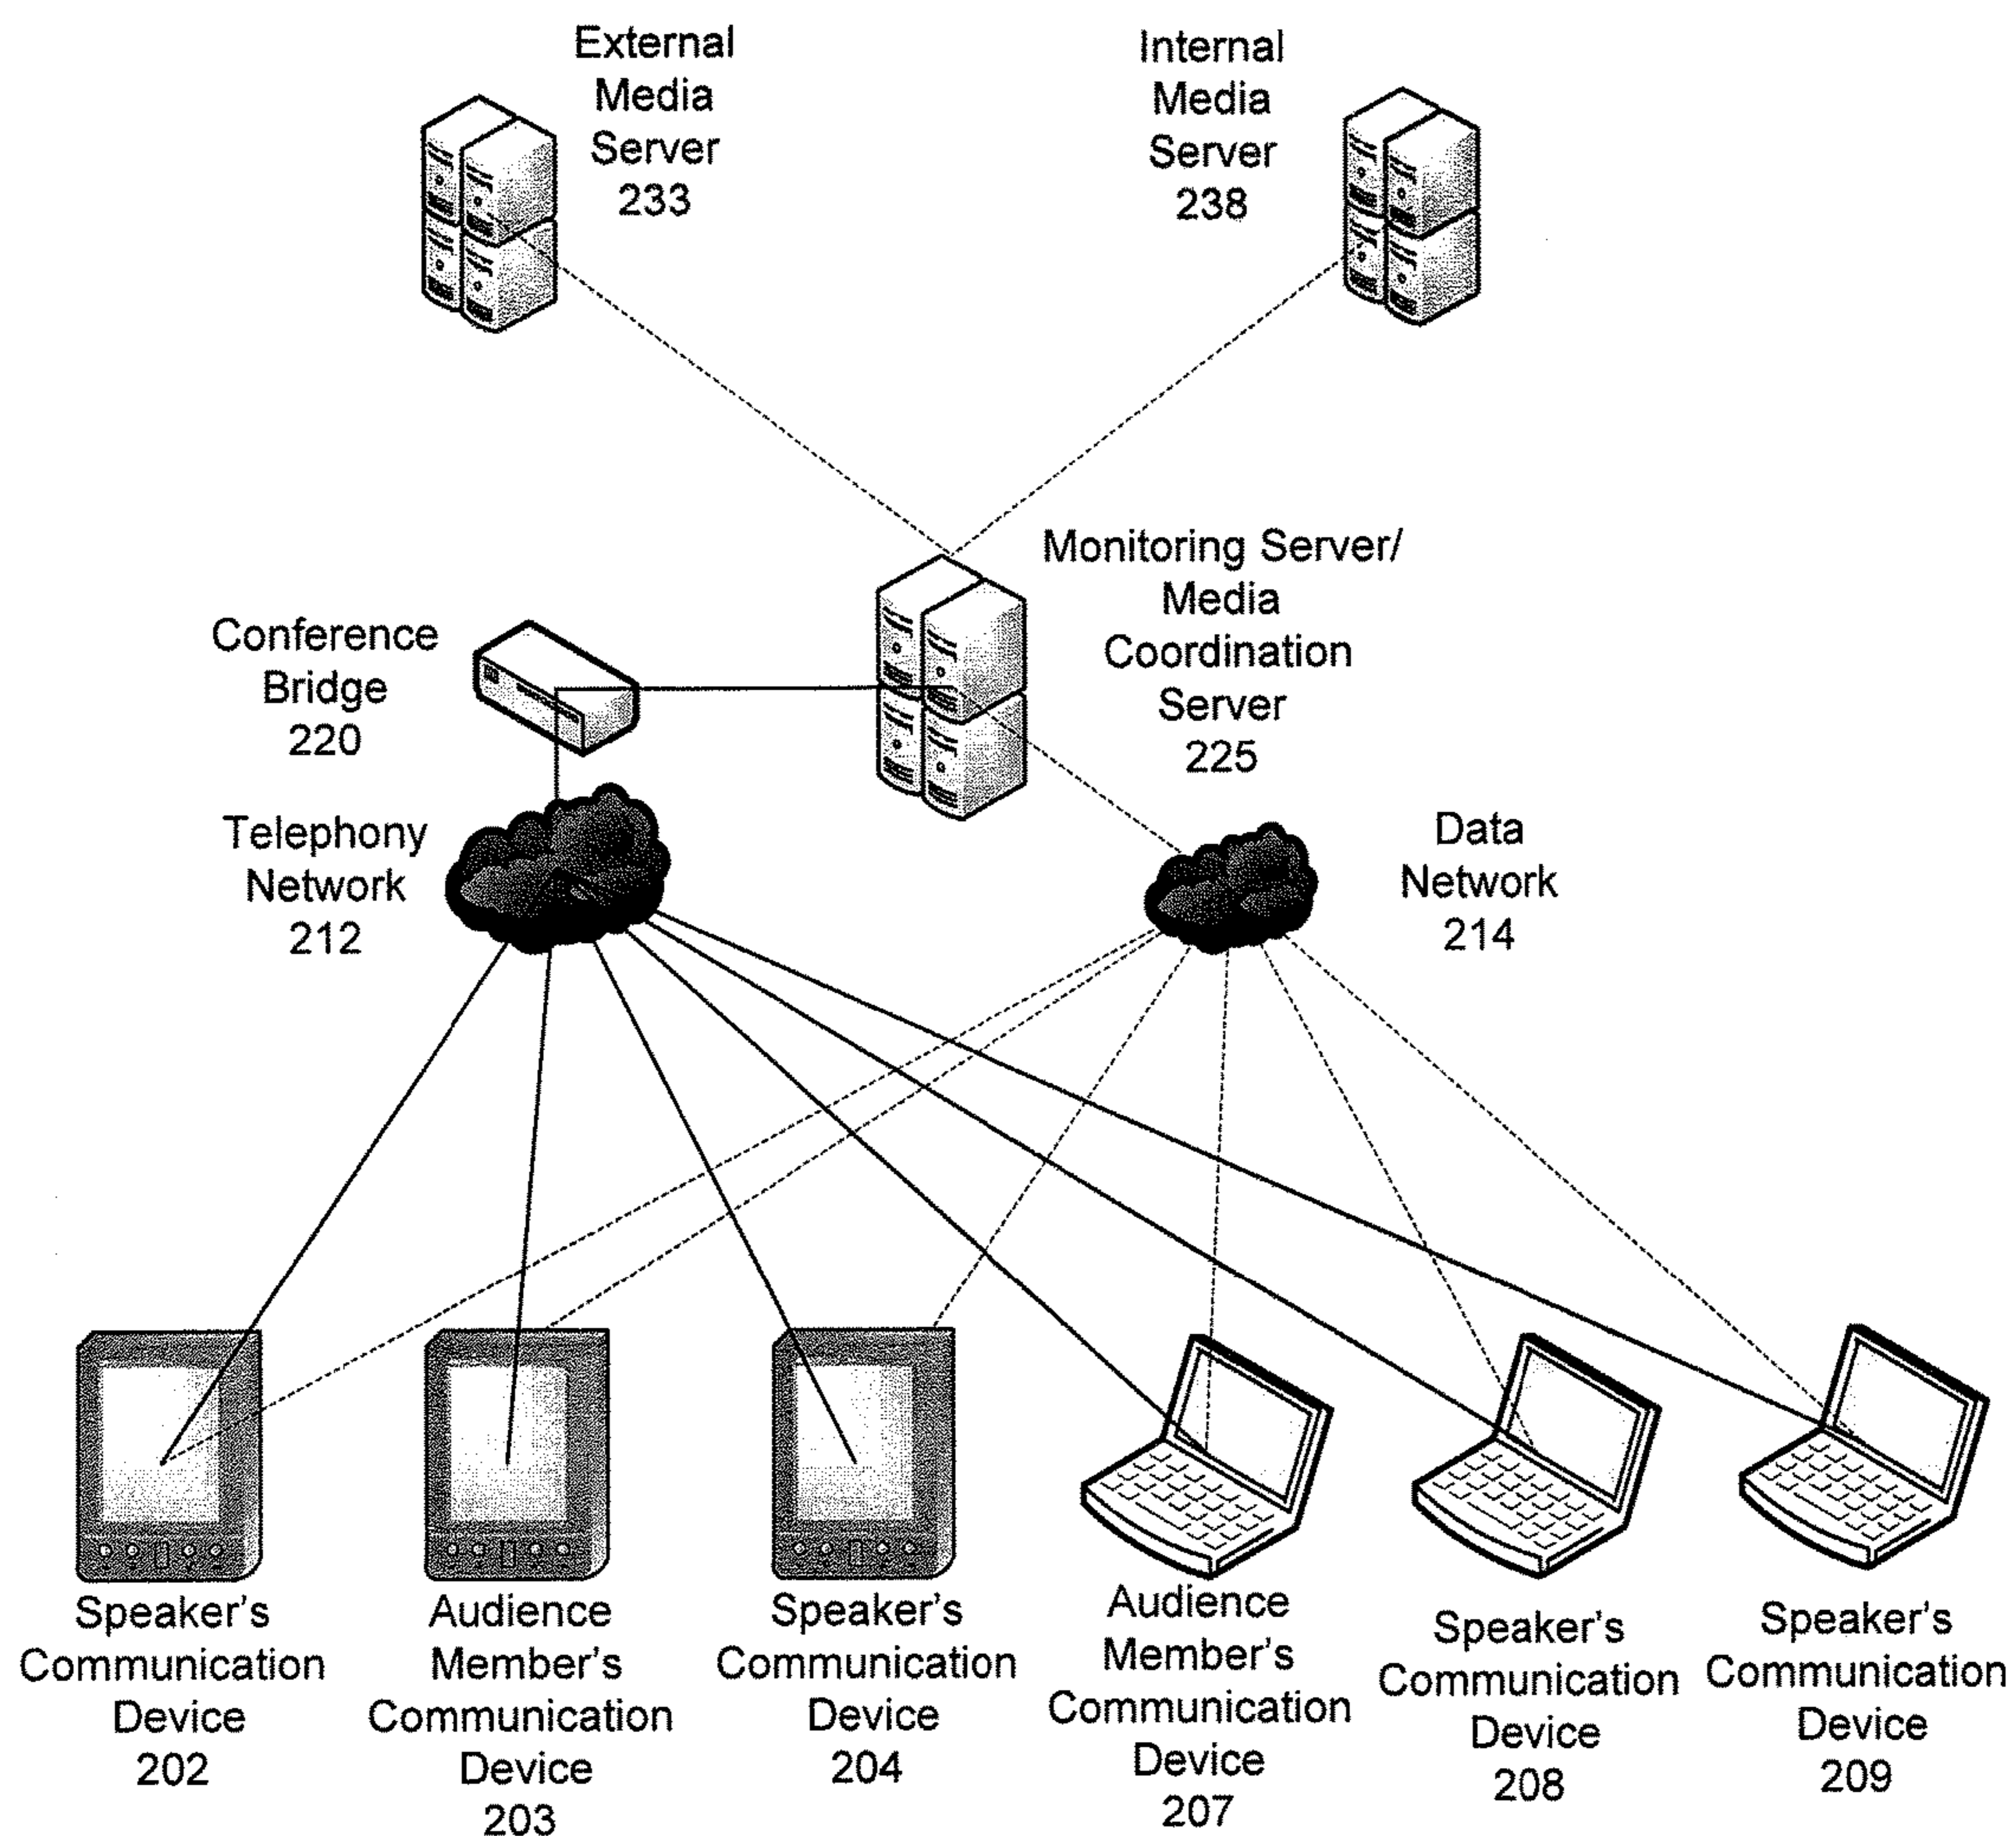 External
Media
Server
233
Internal
Media
Server
238
Monitoring Server/
Media
Coordination
Server
225
Conference
Bridge
220
Telephony
Network
212
Data
Network
214
Speaker's
Communication
Device
202
Audience
Member's
Communication
Device
203
Speaker's
Communication
Device
204
Audience
Member's
Communication
Device
207
Speaker's
Communication
Device
208
Speaker's
Communication
Device
209